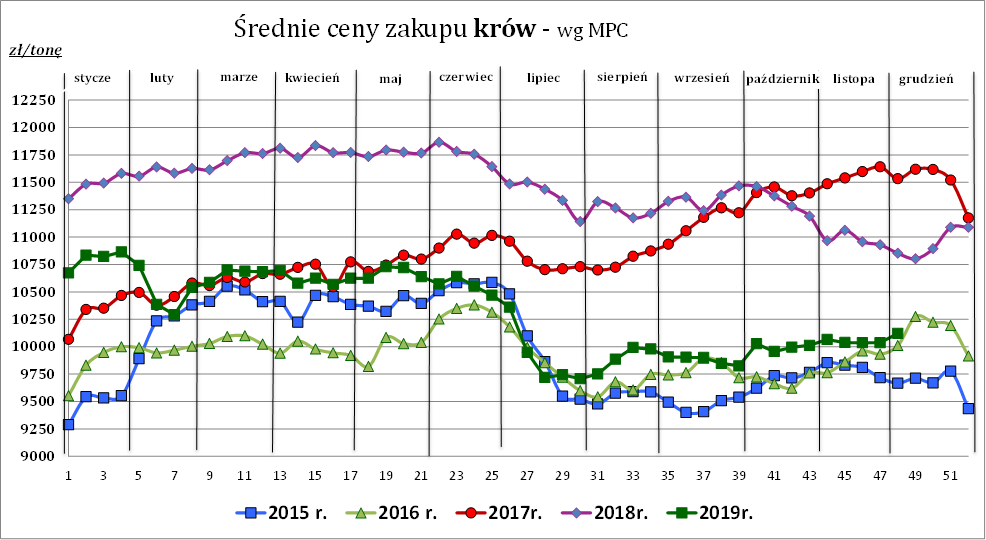 Średnie ceny zakupu krów - wg MPC
zł/tonę
stycze luty marze kwiecień maj czerwiec lipiec sierpień wrzesień październik listopa grudzień
12250
12000
11750
11500
11250
11000
10750
10500
10250
10000
9750
9500
9250
9000
1 3 5 7 9 11 13 15 17 19 21 23 25 27 29 31 33 35 37 39 41 43 45 47 49 51
2015 r. 2016 r. 2017r. 2018r. 2019r.